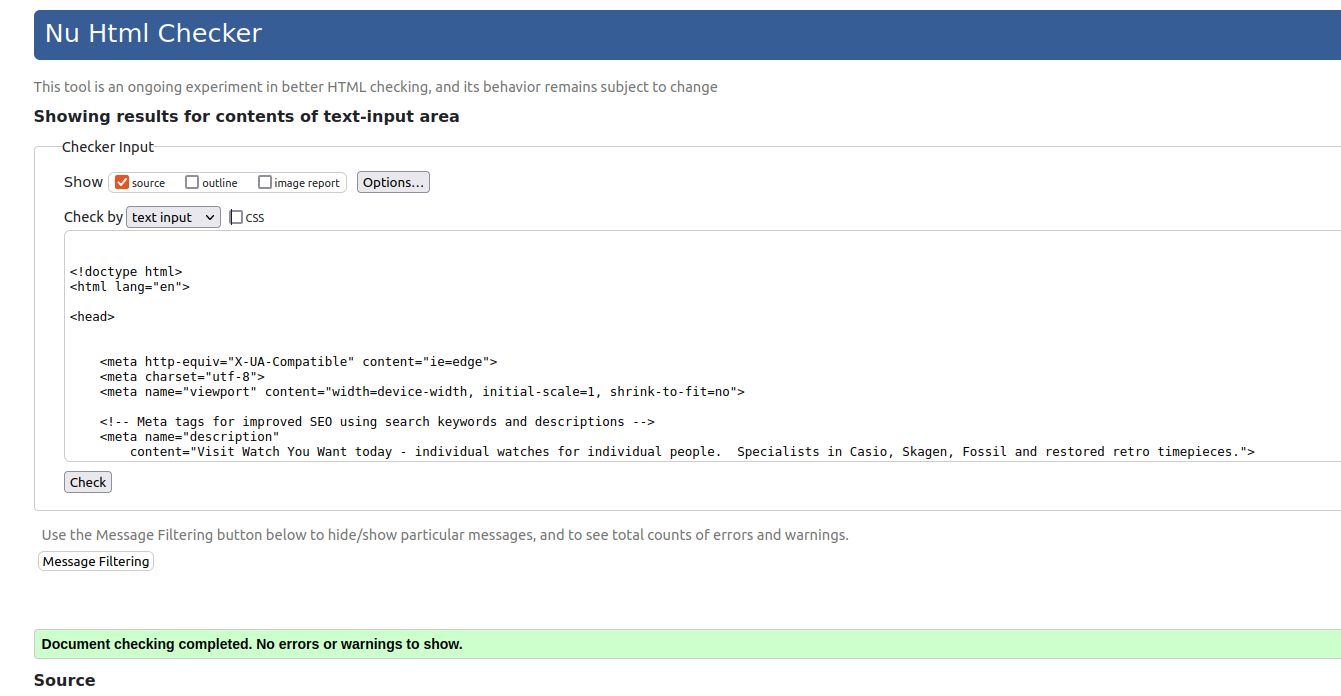 Nu Html Checker
This tool is an ongoing experiment in better HTML checking, and its behavior remains subject to change
Showing results for contents of text-input area
Checker Input
Show source outline image report Options...
Check by text input CSS
<!doctype html>
<html lang="en">
<head>
<meta http-equiv="X-UA-Compatible" content="ie=edge">
<meta charset="utf-8">
<meta name="viewport" content="width=device-width, initial-scale=1, shrink-to-fit=no">
<!-- Meta tags for improved SEO using search keywords and descriptions -->
<meta name="description"
content="Visit Watch You Want today - individual watches for individual people.  Specialists in Casio, Skagen, Fossil and restored retro timepieces.">
Check
Use the Message Filtering button below to hide/show particular messages, and to see total counts of errors and warnings.
Message Filtering
Document checking completed. No errors or warnings to show.
Source